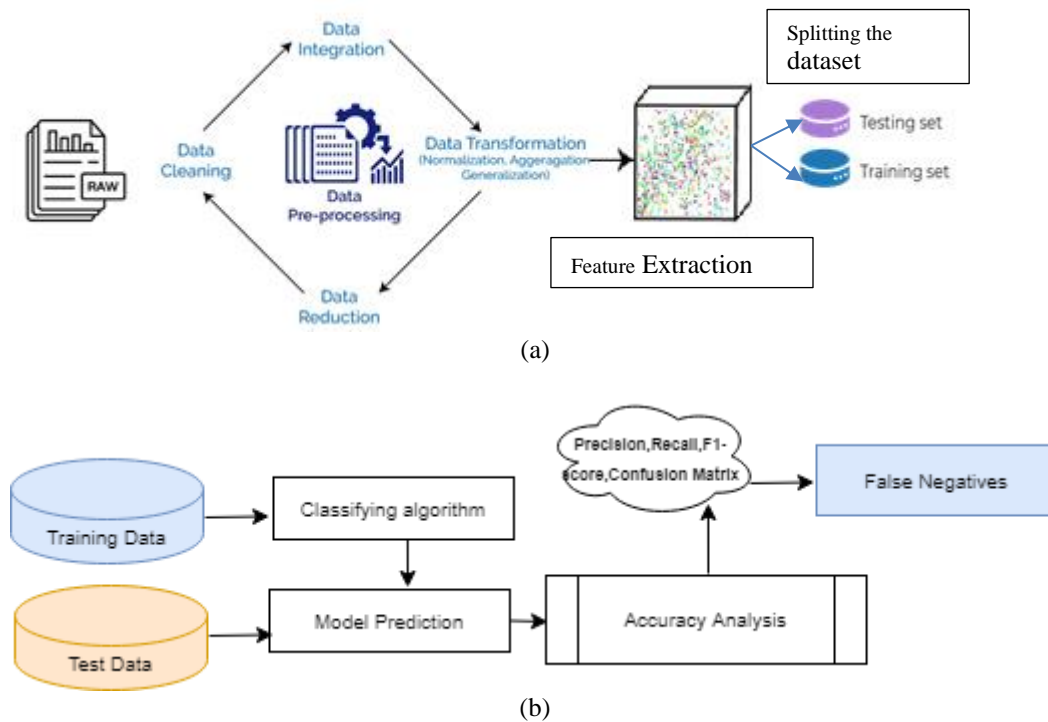 Data
Integration
Splitting the
dataset
Testing set
Training set
RAW
Data
Cleaning
Data
Pre-processing
Data Transformation
(Normalization, Aggeragation
Generalization)
Feature Extraction
Data
Reduction
(a)
Precision,Recall,F1-
score,Confusion Matrix
False Negatives
Training Data
Classifying algorithm
Test Data
Model Prediction
Accuracy Analysis
(b)